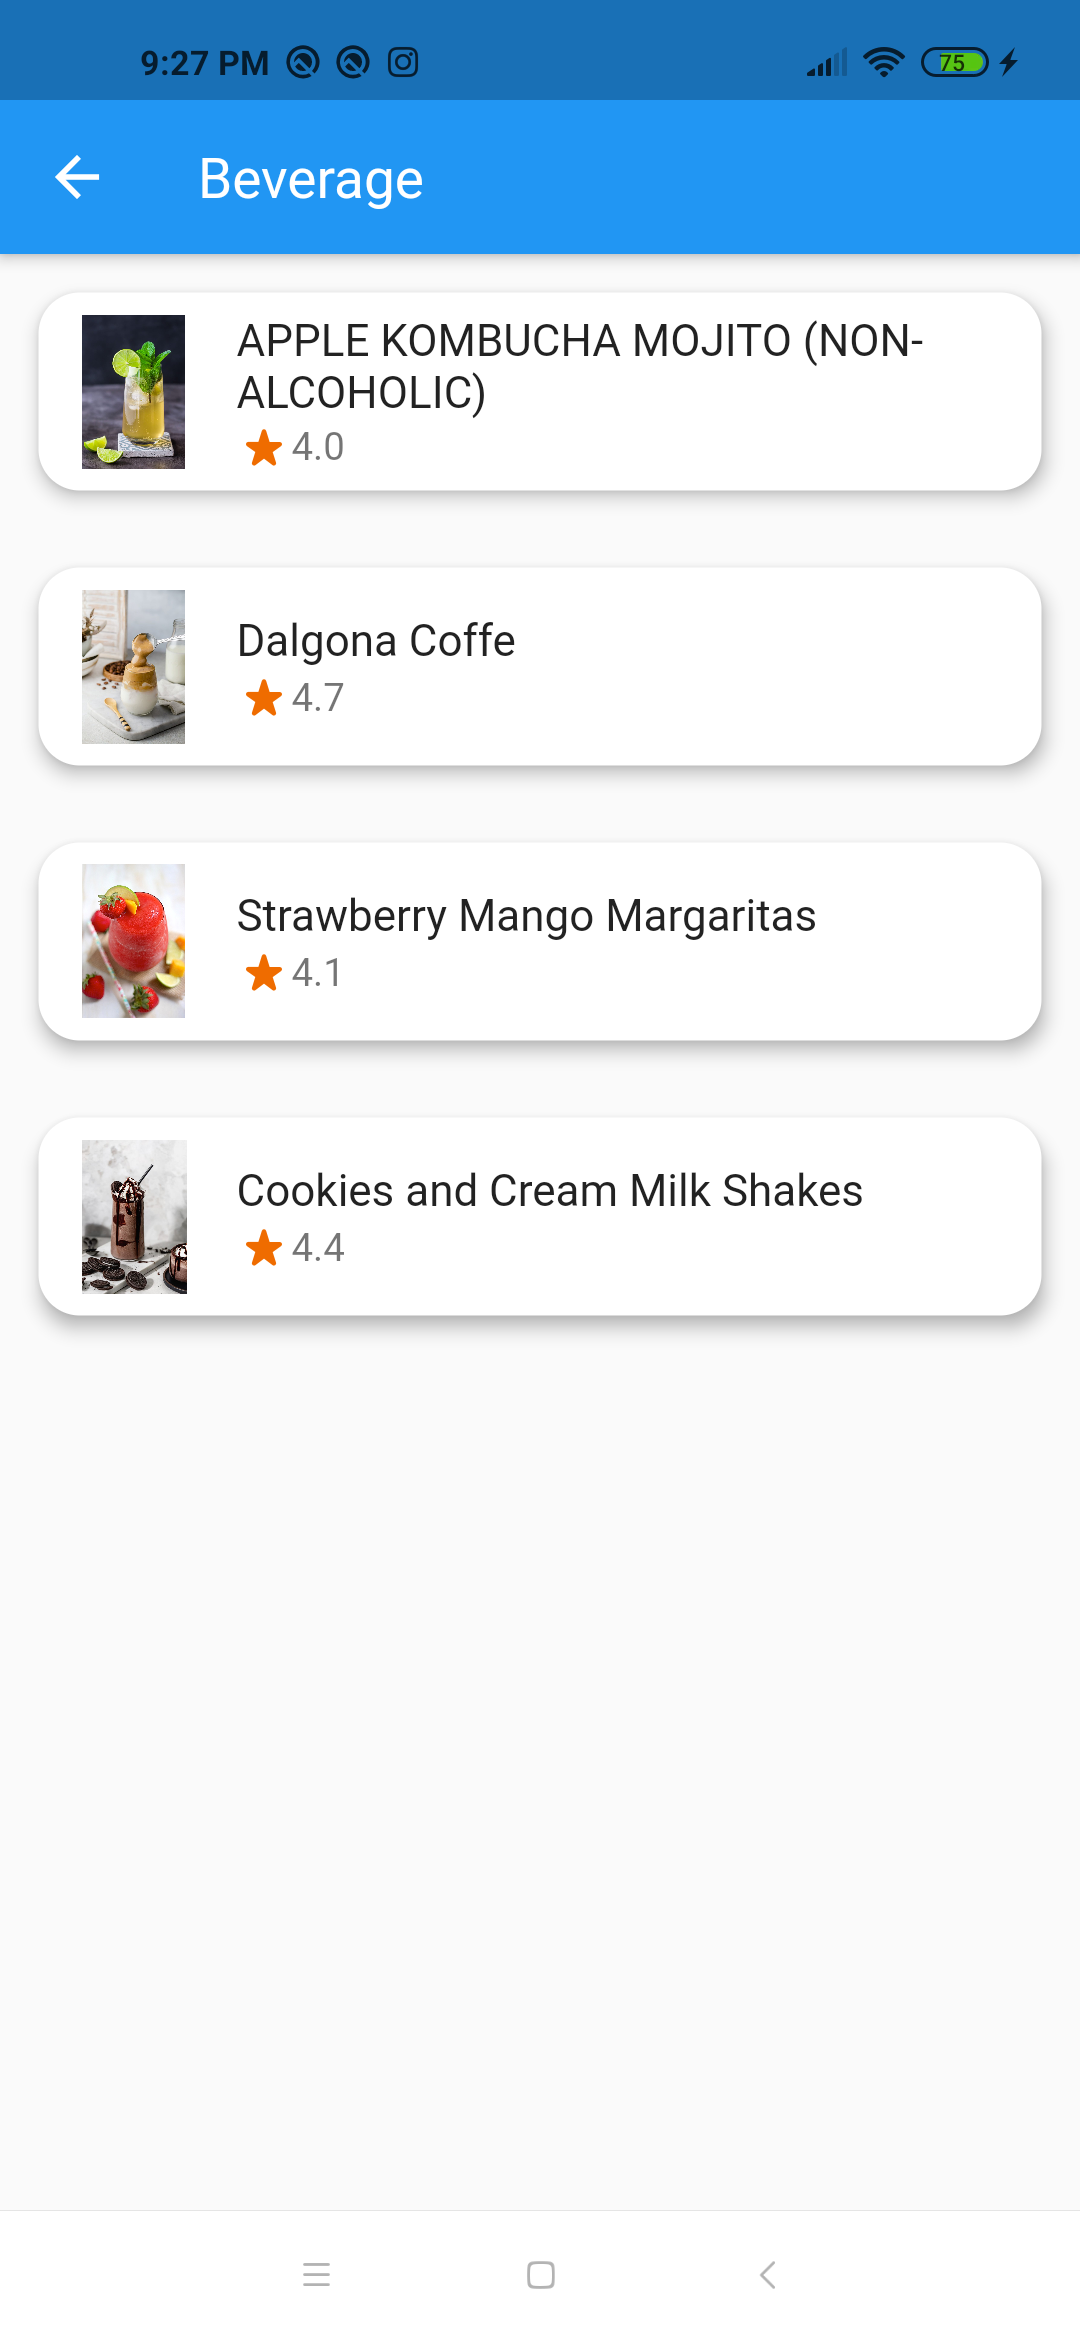 9:27 PM
75
Beverage
APPLE KOMBUCHA MOJITO (NON-
ALCOHOLIC)
4.0
Dalgona Coffe
4.7
Strawberry Mango Margaritas
4.1
Cookies and Cream Milk Shakes
4.4